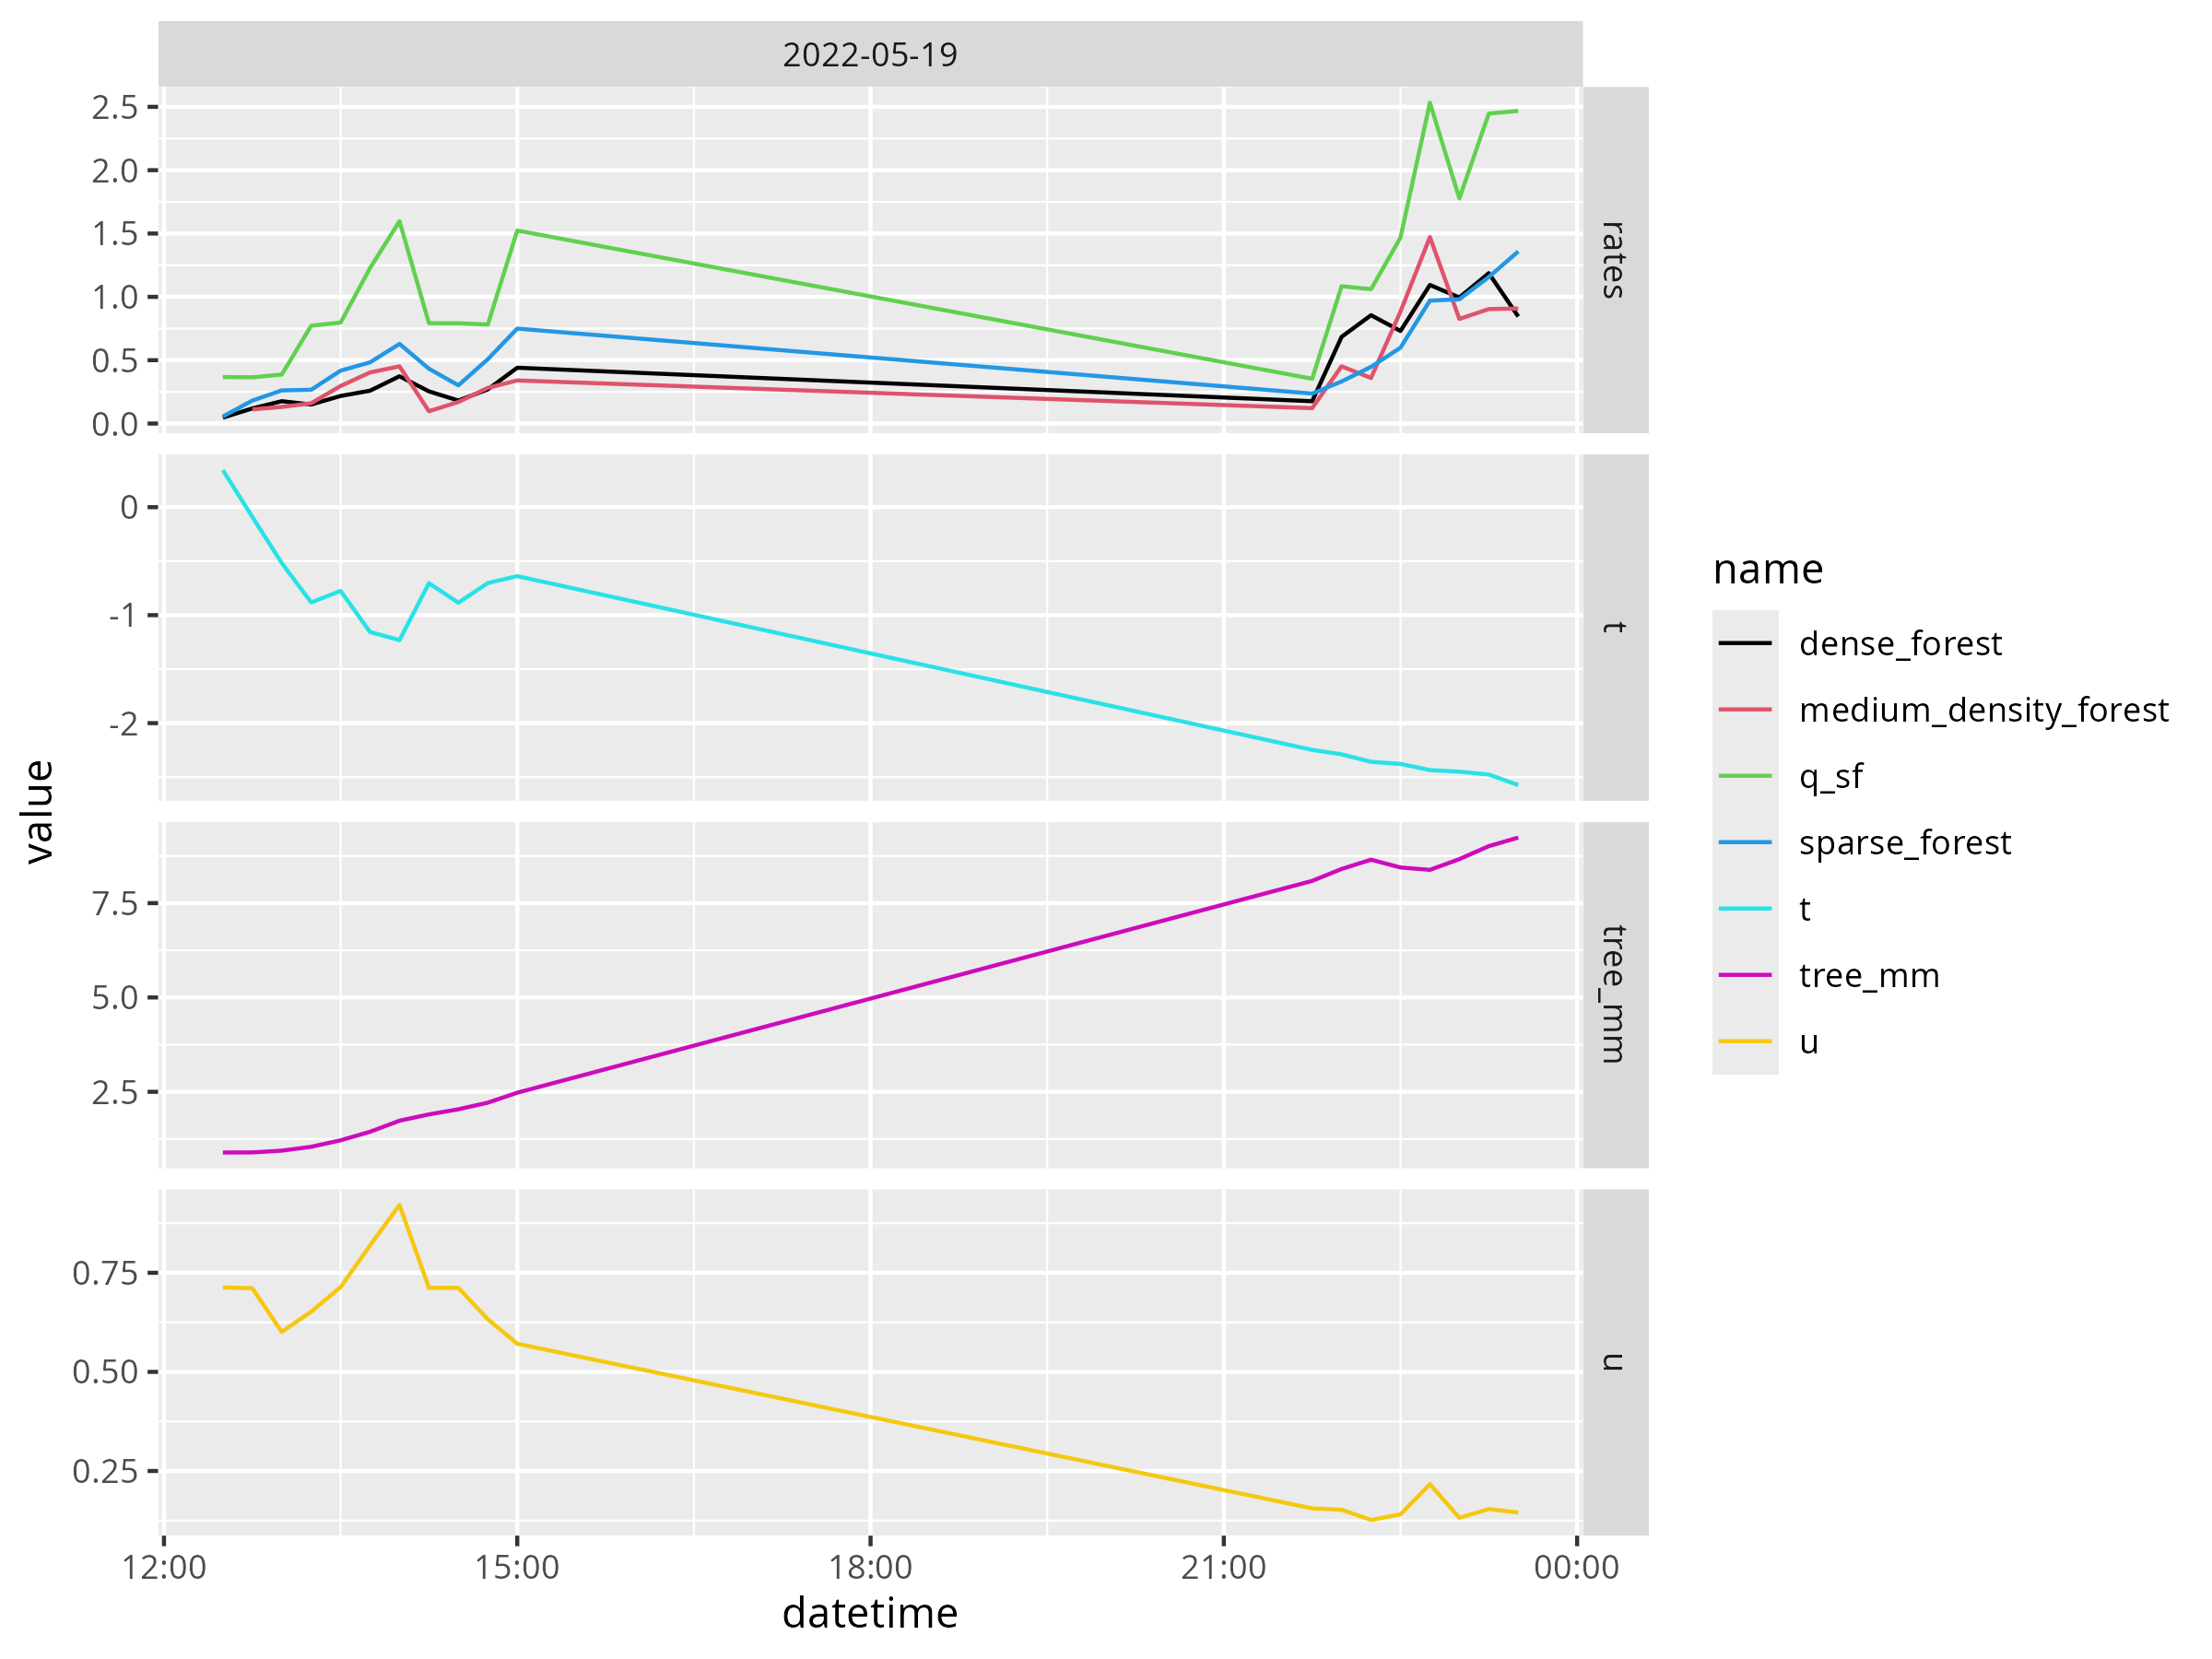 2022-05-19
2.5
2.0
1.5
1.0
0.5
0.0
rates
0
-1
-2
t
7.5
5.0
2.5
tree_mm
0.75
0.50
0.25
u
12:00 15:00 18:00 21:00 00:00
datetime
value
name
dense_forest
medium_density_forest
q_sf
sparse_forest
t
tree_mm
u